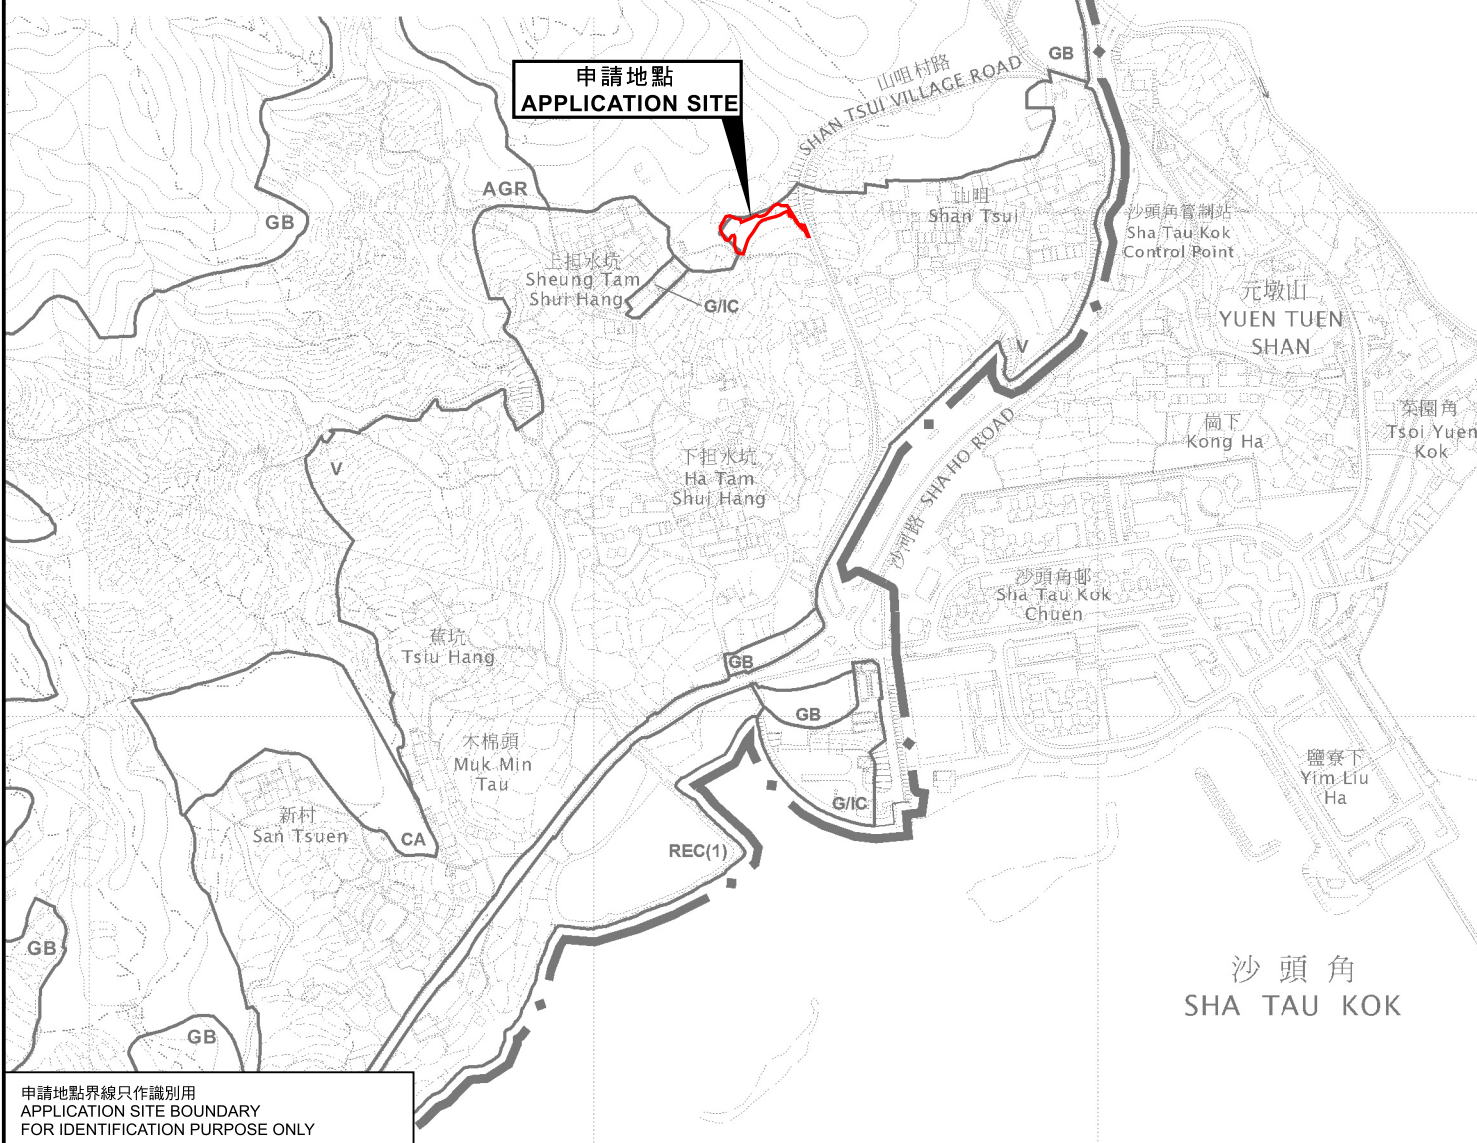 GB
申請地點
APPLICATION SITE
山咀村路
SHAN TSUI VILLAGE ROAD
AGR
GB
山咀
Shan Tsui
沙頭角管制站
Sha Tau Kok
Control Point
上担水坑
Sheung Tam
Shui Hang
G/IC
元墩山
YUEN TUEN
SHAN
V
菜園角
Tsoi Yuen
Kok
崗下
Kong Ha
V
下担水坑
Ha Tam
Shui Hang
沙河路 SHA HO ROAD
沙頭角邨
Sha Tau Kok
Chuen
蕉坑
Tsiu Hang
GB
GB
木棉頭
Muk Min
Tau
鹽寮下
Yim Liu
Ha
新村
San Tsuen
CA
G/IC
REC(1)
GB
沙頭角
SHA TAU KOK
GB
申請地點界線只作識別用
APPLICATION SITE BOUNDARY
FOR IDENTIFICATION PURPOSE ONLY